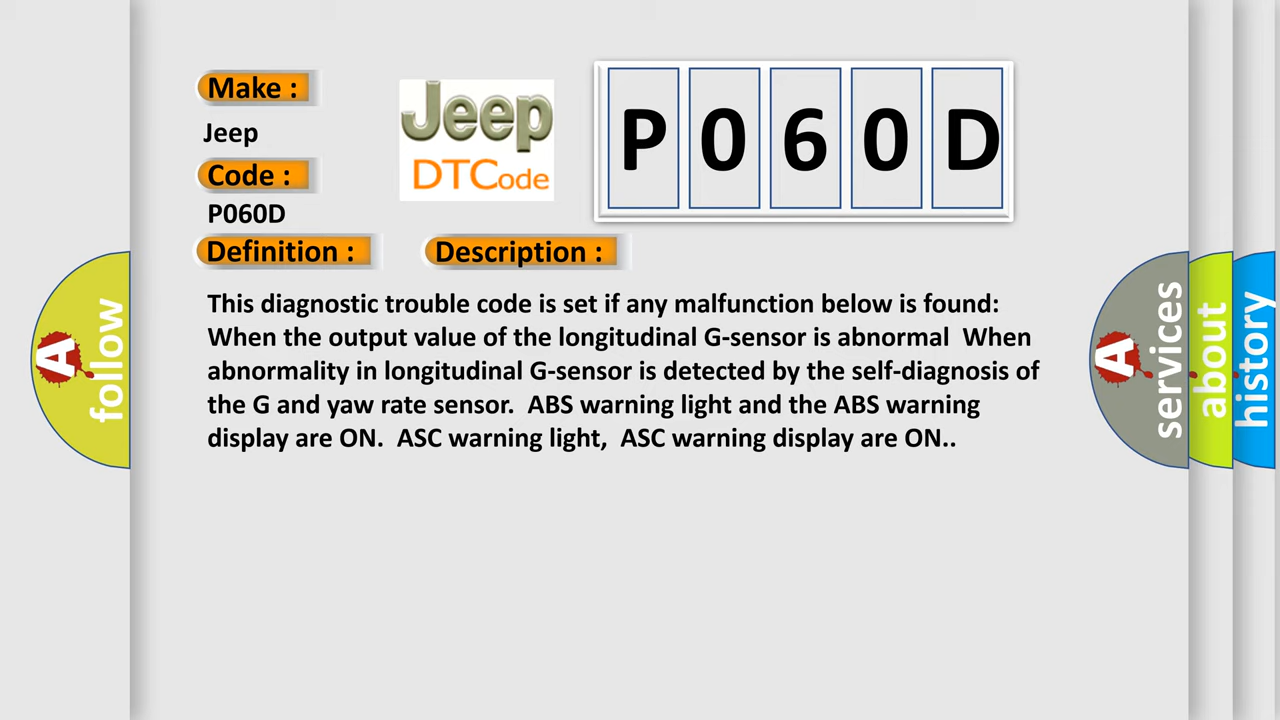 Make :
Jeep
Code :
P060D
Jeep
DTCode
P060D
Definition :
Description :
This diagnostic trouble code is set if any malfunction below is found:
When the output value of the longitudinal G-sensor is abnormal  When
abnormality in longitudinal G-sensor is detected by the self-diagnosis of
the G and yaw rate sensor  ABS warning light and the ABS warning
display are ON  ASC warning light,  ASC warning display are ON..
A
follow
A
services
about
history